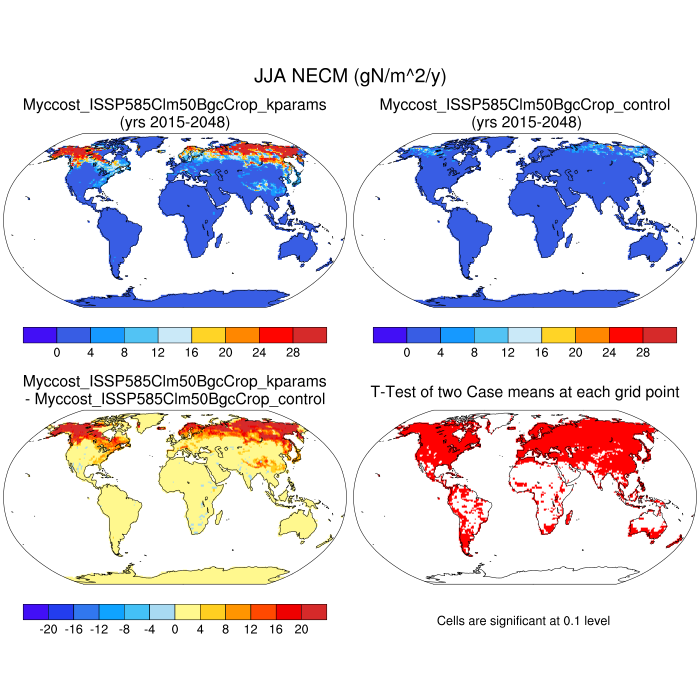 JJA NECM (gN/m^2/y)
Myccost_ISSP585Clm50BgcCrop_kparams
(yrs 2015-2048)
Myccost_ISSP585Clm50BgcCrop_control
(yrs 2015-2048)
0 4 8 12 16 20 24 28
0 4 8 12 16 20 24 28
Myccost_ISSP585Clm50BgcCrop_kparams
- Myccost_ISSP585Clm50BgcCrop_control
T-Test of two Case means at each grid point
-20 -16 -12 -8 -4 0 4 8 12 16 20
Cells are significant at 0.1 level